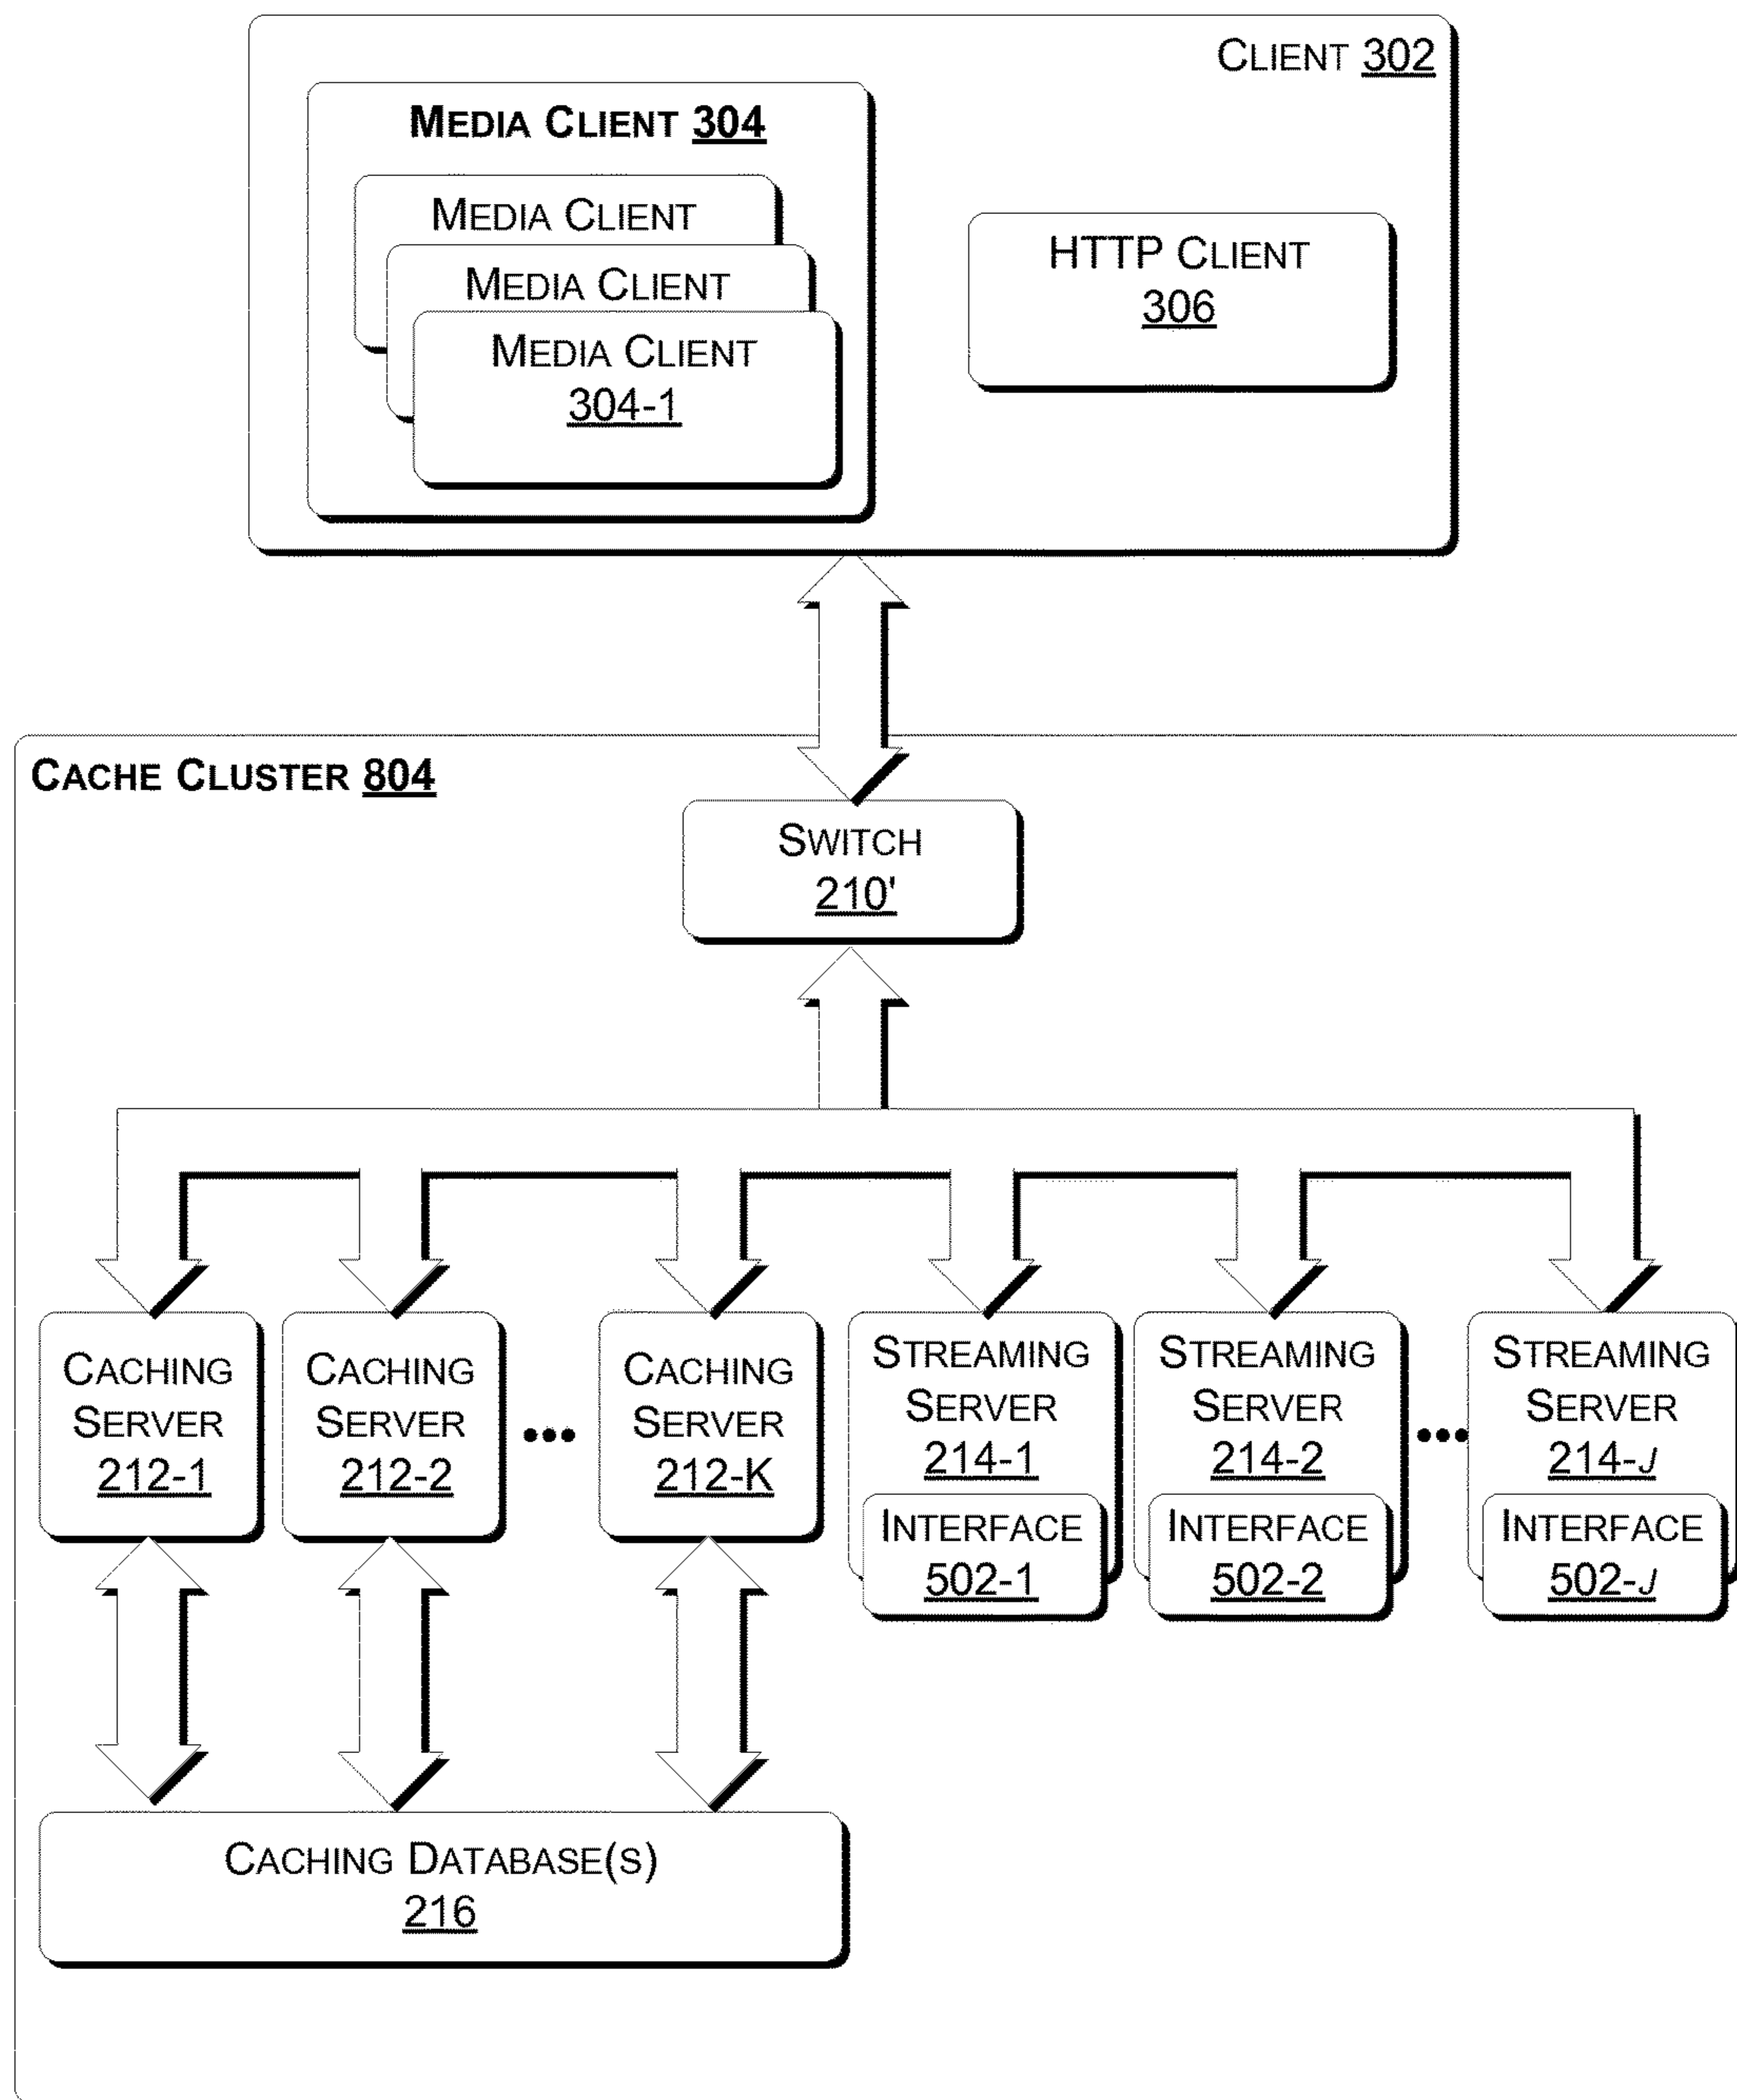 CLIENT 302
MEDIA CLIENT 304
MEDIA CLIENT
MEDIA CLIENT
MEDIA CLIENT
304-1
HTTP CLIENT
306
CACHE CLUSTER 804
SWITCH
210'
CACHING
SERVER
212-1
CACHING
SERVER
212-2
•••
CACHING
SERVER
212-K
STREAMING
SERVER
214-1
INTERFACE
502-1
STREAMING
SERVER
214-2
INTERFACE
502-2
•••
STREAMING
SERVER
214-J
INTERFACE
502-J
CACHING DATABASE(S)
216